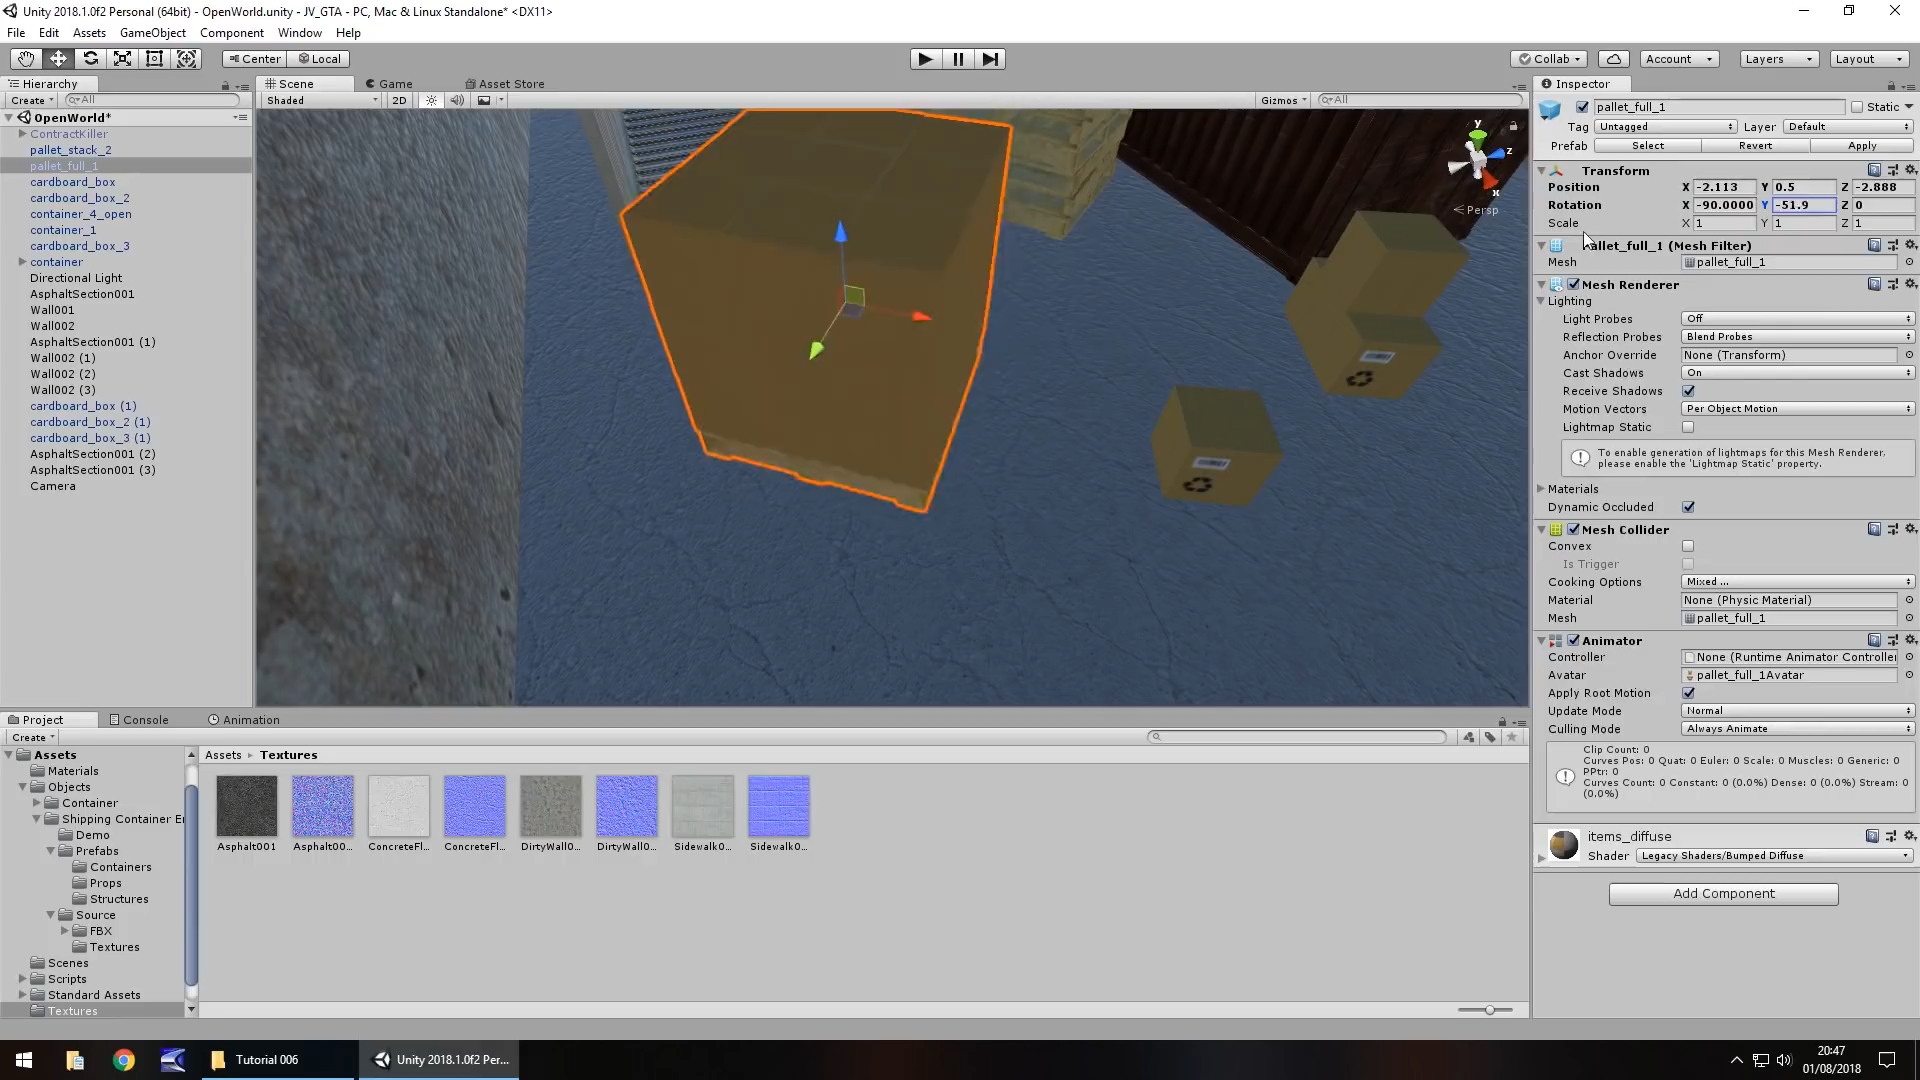 Unity 2018.1.0f2 Personal (64bit) - OpenWorld.unity - JV_GTA - PC, Mac & Linux Standalone* <DX11>
File Edit Assets GameObject Component Window Help
Center Local Collab Account Layers Layout
Hierarchy
Create All
OpenWorld*
ContractKiller
pallet_stack_2
pallet_full_1
cardboard_box
cardboard_box_2
container_4_open
container_1
cardboard_box_3
container
Directional Light
AsphaltSection001
Wall001
Wall002
AsphaltSection001 (1)
Wall002 (1)
Wall002 (2)
Wall002 (3)
cardboard_box (1)
cardboard_box_2 (1)
cardboard_box_3 (1)
AsphaltSection001 (2)
AsphaltSection001 (3)
Camera
Scene Game Asset Store
Shaded 2D Gizmos All
y
z
x
Persp
Inspector
pallet_full_1 Static
Tag Untagged Layer Default
Prefab Select Revert Apply
Transform
Position X -2.113 Y 0.5 Z -2.888
Rotation X -90.0000 Y -51.9 Z 0
Scale X 1 Y 1 Z 1
allet_full_1 (Mesh Filter)
Mesh pallet_full_1
Mesh Renderer
Lighting
Light Probes Off
Reflection Probes Blend Probes
Anchor Override None (Transform)
Cast Shadows On
Receive Shadows
Motion Vectors Per Object Motion
Lightmap Static
To enable generation of lightmaps for this Mesh Renderer,
please enable the 'Lightmap Static' property.
Materials
Dynamic Occluded
Mesh Collider
Convex
Is Trigger
Cooking Options Mixed ...
Material None (Physic Material)
Mesh pallet_full_1
Animator
Controller None (Runtime Animator Controller
Avatar pallet_full_1Avatar
Apply Root Motion
Update Mode Normal
Culling Mode Always Animate
Clip Count: 0
Curves Pos: 0 Quat: 0 Euler: 0 Scale: 0 Muscles: 0 Generic: 0
PPtr: 0
Curves Count: 0 Constant: 0 (0.0%) Dense: 0 (0.0%) Stream: 0
(0.0%)
items_diffuse
Shader Legacy Shaders/Bumped Diffuse
Add Component
Project Console Animation
Create
Assets
Materials
Objects
Container
Shipping Container Er
Demo
Prefabs
Containers
Props
Structures
Source
FBX
Textures
Scenes
Scripts
Standard Assets
Textures
Assets Textures
Asphalt001 Asphalt00... ConcreteFl... ConcreteFl... DirtyWall0... DirtyWall0... Sidewalk0... Sidewalk0...
Tutorial 006
Unity 2018.1.0f2 Per...
20:47
01/08/2018